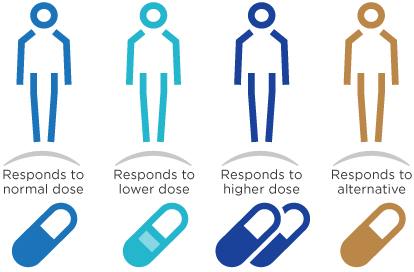 Responds to
normal dose
Responds to
lower dose
Responds to
higher dose
Responds to
alternative